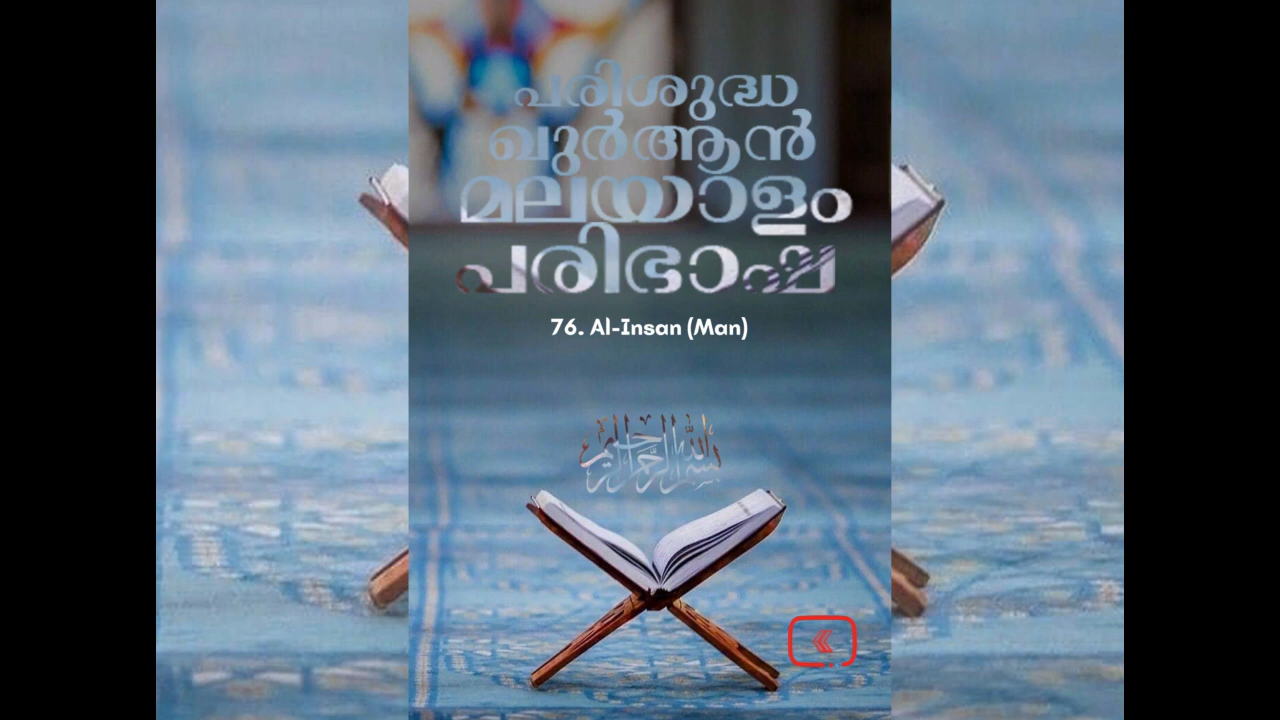 പരിശുദ്ധ
ഖുർആൻ
മലയാളം
പരിഭാഷ
76. Al-Insan (Man)
بسم الله الرحمن الرحيم